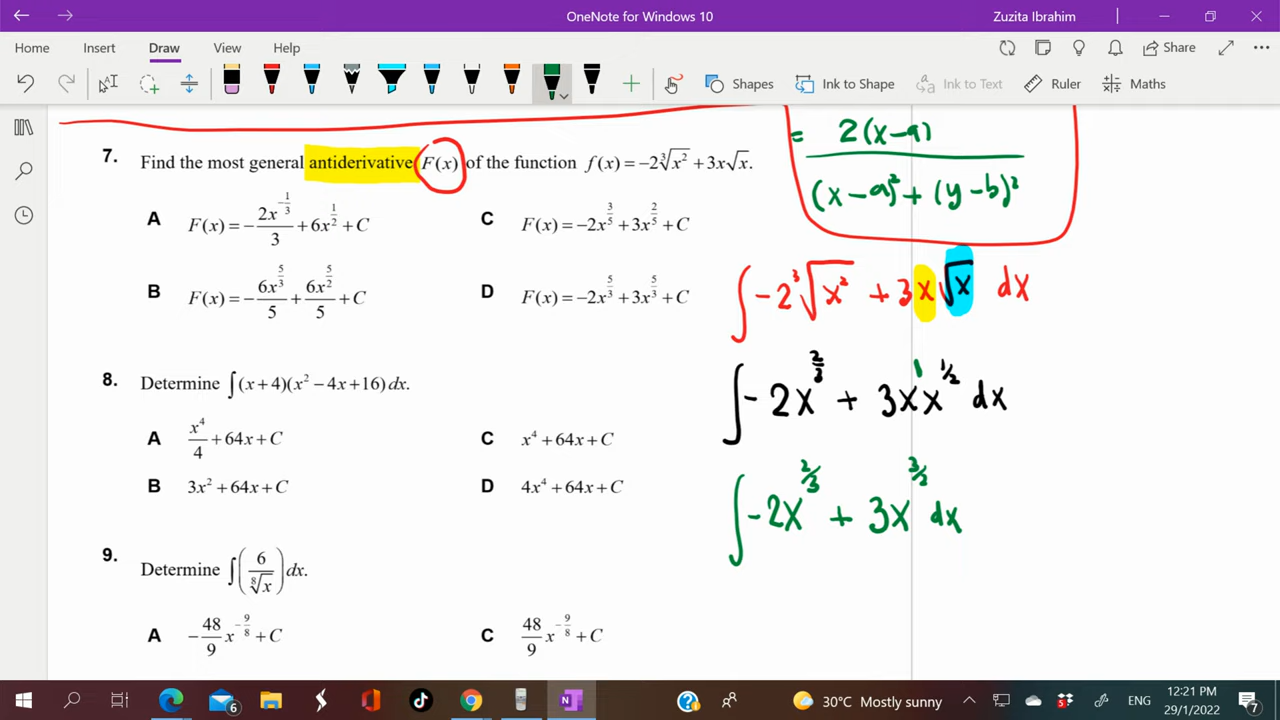 OneNote for Windows 10
Zuzita Ibrahim
Home Insert Draw View Help
Share
Shapes Ink to Shape Ink to Text Ruler Maths
= 2(x-a)
(x-a)² + (y-b)²
7. Find the most general antiderivative F(x) of the function f(x) = -2∛x² + 3x√x.
A F(x) = -2x^(-1/3)/3 + 6x^(1/2) + C
C F(x) = -2x^(3/5) + 3x^(2/5) + C
B F(x) = -6x^(5/3)/5 + 6x^(5/2)/5 + C
D F(x) = -2x^(5/3) + 3x^(5/3) + C
∫ -2∛x² + 3x√x dx
∫ -2x^(2/3) + 3x¹x^(1/2) dx
∫ -2x^(2/3) + 3x^(3/2) dx
8. Determine ∫(x+4)(x²-4x+16)dx.
A x⁴/4 + 64x + C
C x⁴ + 64x + C
B 3x² + 64x + C
D 4x⁴ + 64x + C
9. Determine ∫(6/⁸√x)dx.
A -48/9 x^(-9/8) + C
C 48/9 x^(-9/8) + C
6
30°C Mostly sunny
5
ENG
12:21 PM
29/1/2022
7